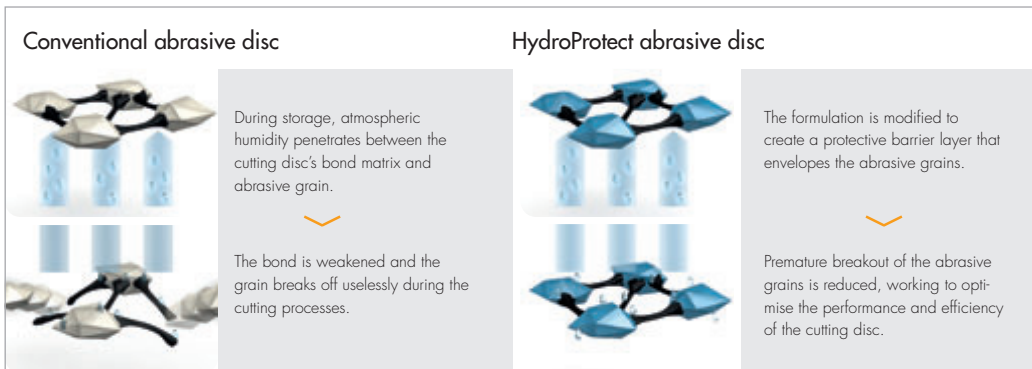 Conventional abrasive disc
During storage, atmospheric
humidity penetrates between the
cutting disc's bond matrix and
abrasive grain.
The bond is weakened and the
grain breaks off uselessly during the
cutting processes.
HydroProtect abrasive disc
The formulation is modified to
create a protective barrier layer that
envelopes the abrasive grains.
Premature breakout of the abrasive
grains is reduced, working to opti-
mise the performance and efficiency
of the cutting disc.